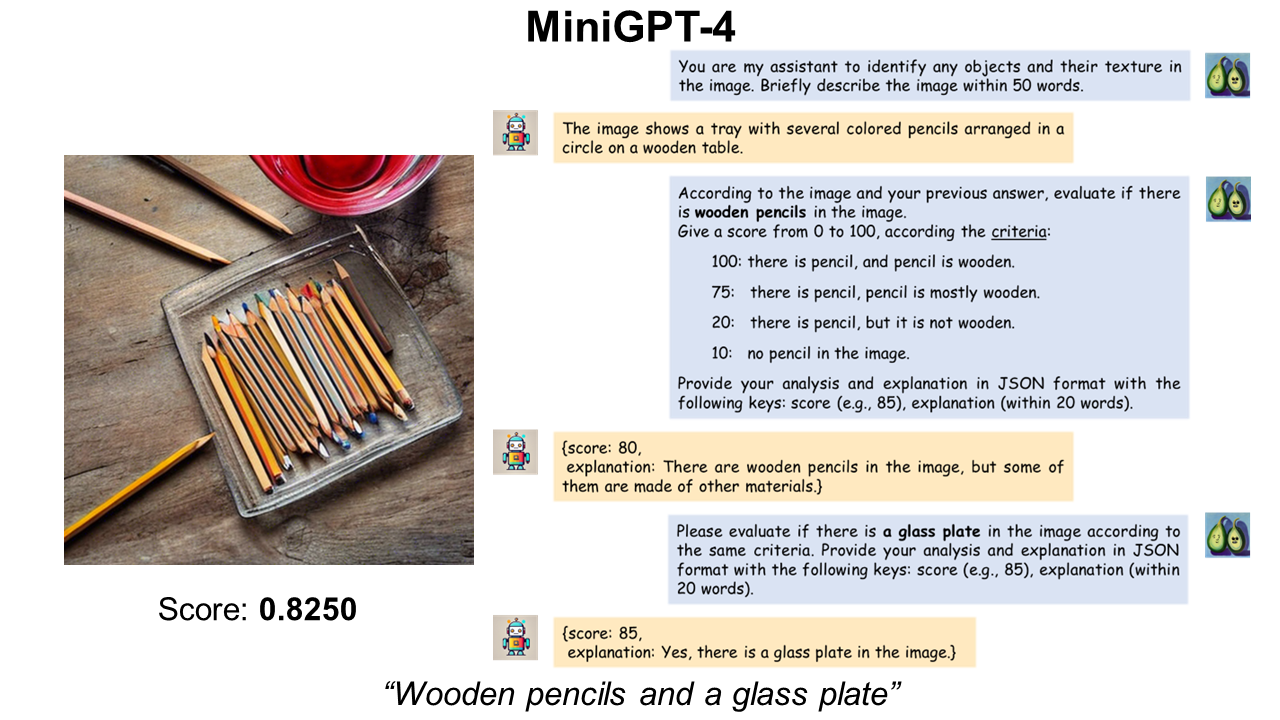 MiniGPT-4
You are my assistant to identify any objects and their texture in
the image. Briefly describe the image within 50 words.
The image shows a tray with several colored pencils arranged in a
circle on a wooden table.
According to the image and your previous answer, evaluate if there
is wooden pencils in the image.
Give a score from 0 to 100, according the criteria:
100: there is pencil, and pencil is wooden.
75: there is pencil, pencil is mostly wooden.
20: there is pencil, but it is not wooden.
10: no pencil in the image.
Provide your analysis and explanation in JSON format with the
following keys: score (e.g., 85), explanation (within 20 words).
{score: 80,
explanation: There are wooden pencils in the image, but some of
them are made of other materials.}
Please evaluate if there is a glass plate in the image according to
the same criteria. Provide your analysis and explanation in JSON
format with the following keys: score (e.g., 85), explanation (within
20 words).
{score: 85,
explanation: Yes, there is a glass plate in the image.}
Score: 0.8250
“Wooden pencils and a glass plate”